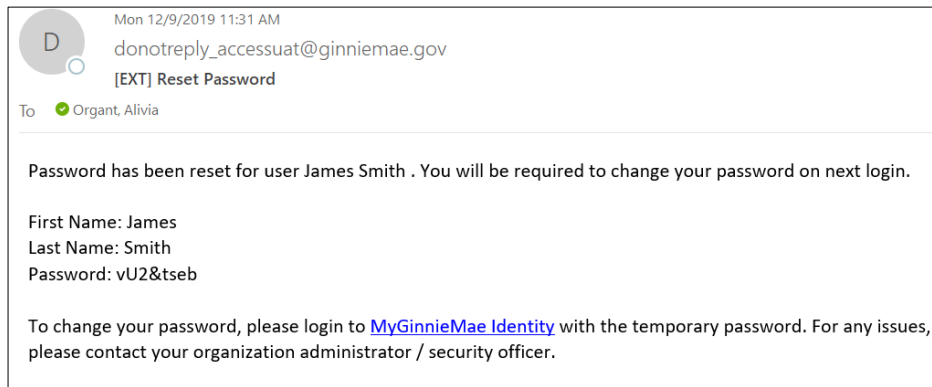 Mon 12/9/2019 11:31 AM
D
donotreply_accessuat@ginniemae.gov
[EXT] Reset Password
To Organt, Alivia
Password has been reset for user James Smith . You will be required to change your password on next login.
First Name: James
Last Name: Smith
Password: vU2&tseb
To change your password, please login to MyGinnieMae Identity with the temporary password. For any issues,
please contact your organization administrator / security officer.